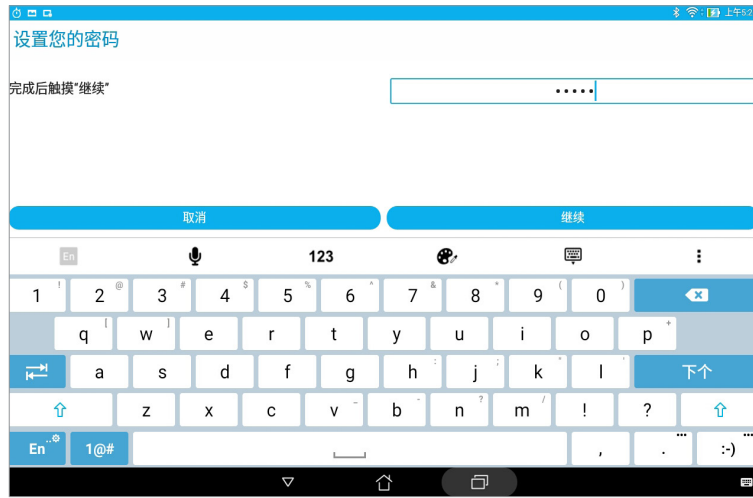 上午5:2
设置您的密码
完成后触摸“继续”
•••••
取消 继续
En 123
1 ! 2 @ 3 # 4 $ 5 % 6 ^ 7 & 8 * 9 ( 0 )
q [ w ] e r t y u i o p +
a s d f g h : j ; k " l ' 下个
z x c v - b - n ? m / ! ?
En 1@# , . :-)